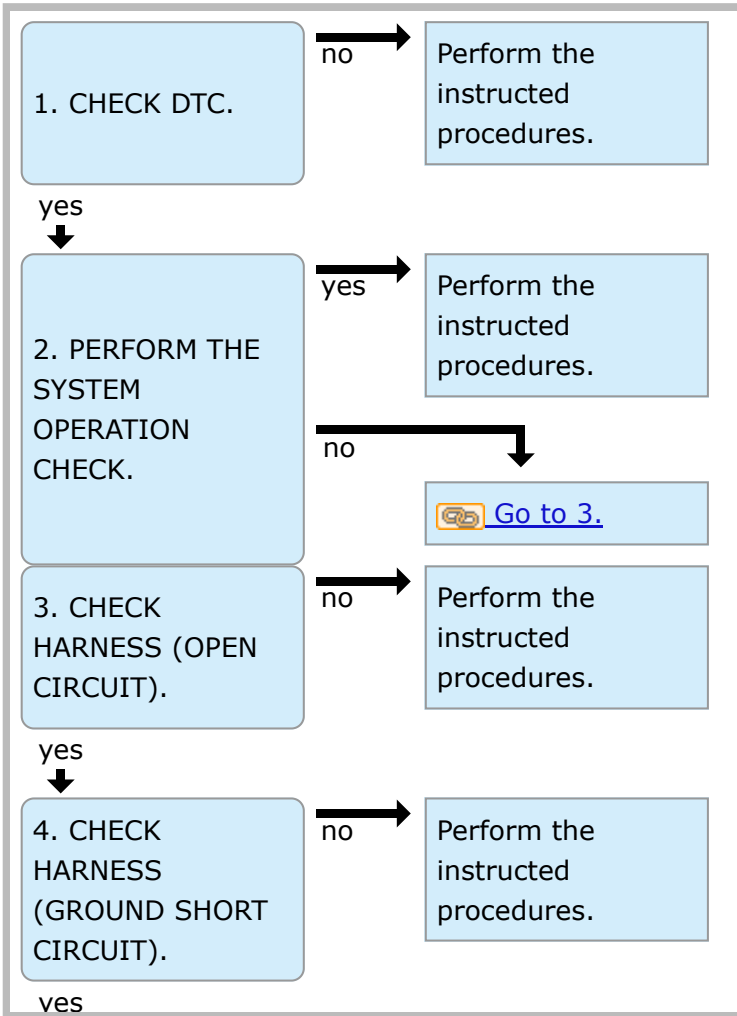 1. CHECK DTC.
no
Perform the
instructed
procedures.
yes
2. PERFORM THE
SYSTEM
OPERATION
CHECK.
yes
Perform the
instructed
procedures.
no
Go to 3.
3. CHECK
HARNESS (OPEN
CIRCUIT).
no
Perform the
instructed
procedures.
yes
4. CHECK
HARNESS
(GROUND SHORT
CIRCUIT).
no
Perform the
instructed
procedures.
yes